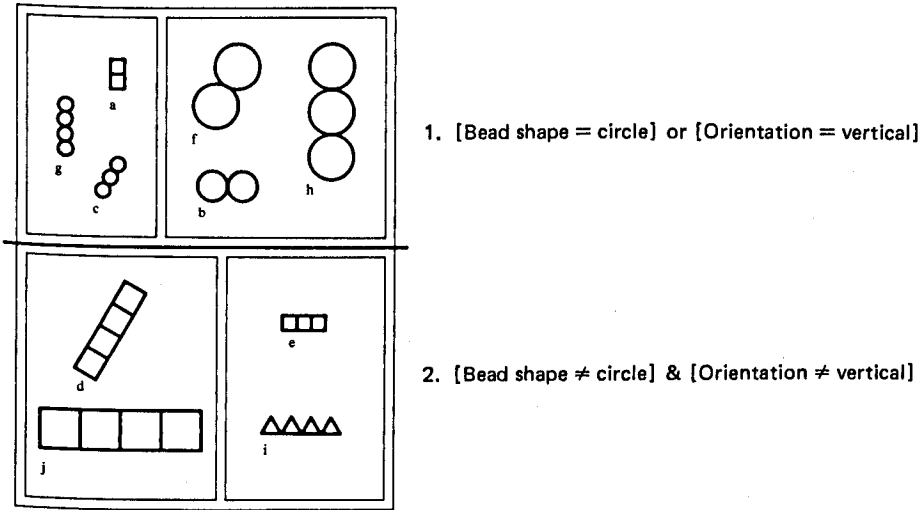 a
g
c
f
b
h
1. [Bead shape = circle] or [Orientation = vertical]
d
j
e
i
2. [Bead shape ≠ circle] & [Orientation ≠ vertical]